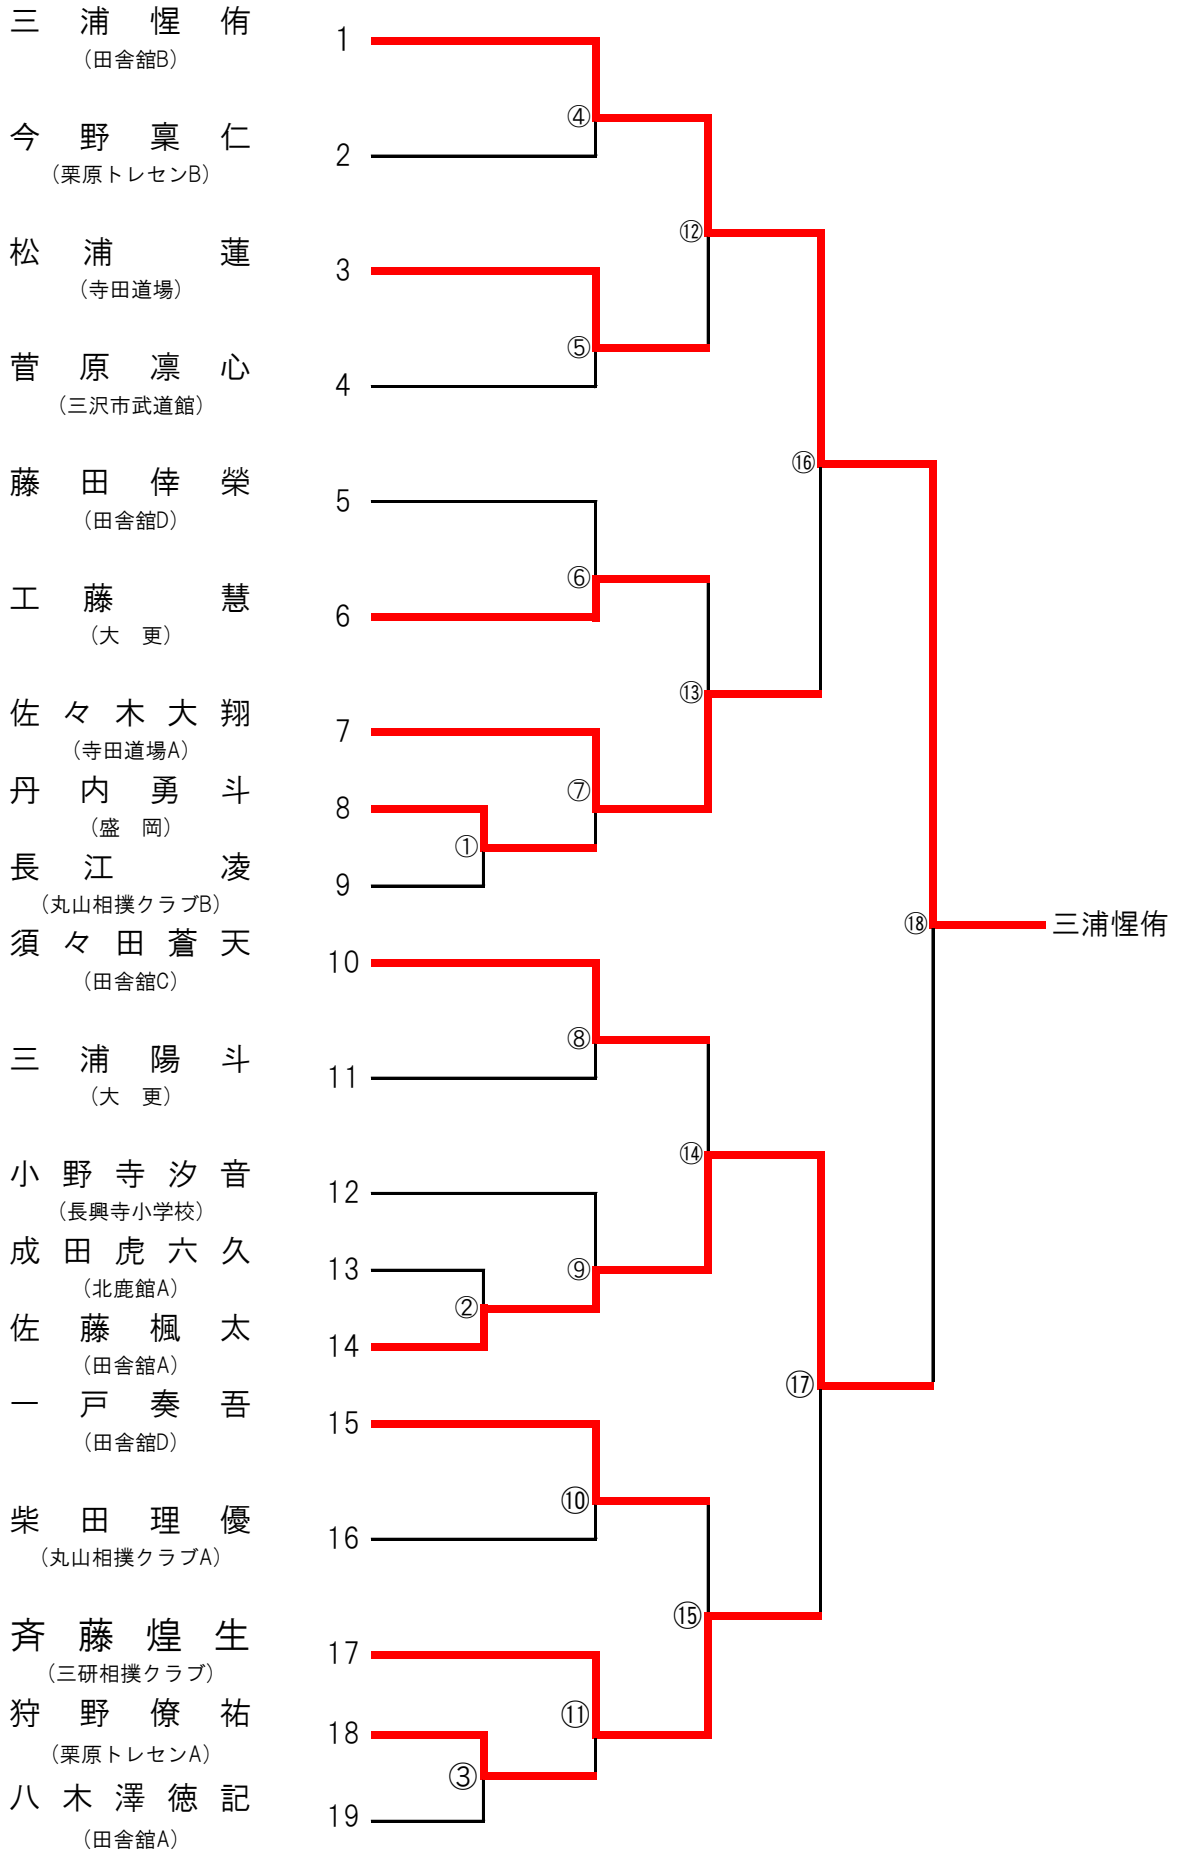 三浦惺侑 1
（田舎舘B）
④
今野稟仁 2
（栗原トレセンB）
⑫
松浦蓮 3
（寺田道場）
⑤
菅原凛心 4
（三沢市武道館）
⑯
藤田倖榮 5
（田舎舘D）
⑥
工藤慧 6
（大　更）
⑬
佐々木大翔 7
（寺田道場A）
⑦
丹内勇斗 8
（盛　岡）
①
長江凌 9
（丸山相撲クラブB）
⑱ 三浦惺侑
須々田蒼天 10
（田舎舘C）
⑧
三浦陽斗 11
（大　更）
⑭
小野寺汐音 12
（長興寺小学校）
⑨
成田虎六久 13
（北鹿館A）
②
佐藤楓太 14
（田舎舘A）
⑰
一戸奏吾 15
（田舎舘D）
⑩
柴田理優 16
（丸山相撲クラブA）
⑮
斉藤煌生 17
（三研相撲クラブ）
⑪
狩野僚祐 18
（栗原トレセンA）
③
八木澤徳記 19
（田舎舘A）